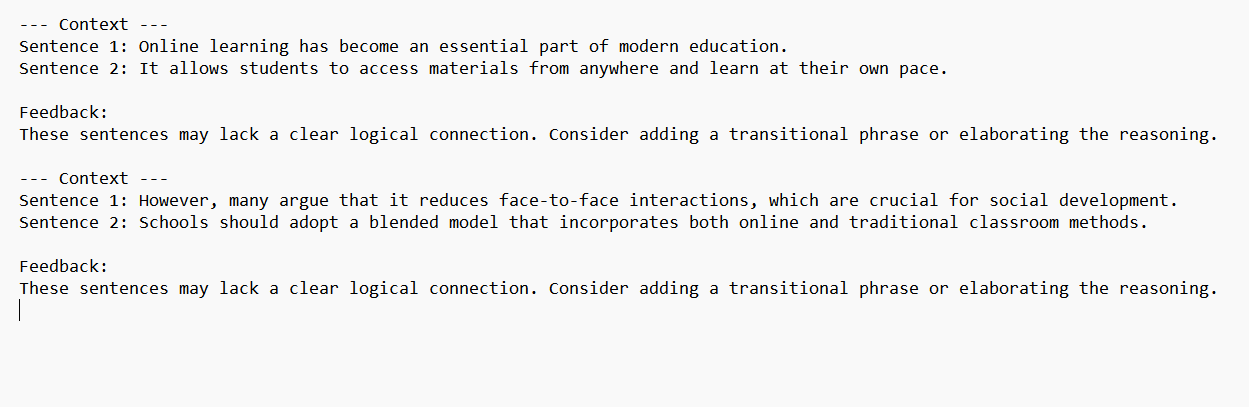 --- Context ---
Sentence 1: Online learning has become an essential part of modern education.
Sentence 2: It allows students to access materials from anywhere and learn at their own pace.
Feedback:
These sentences may lack a clear logical connection. Consider adding a transitional phrase or elaborating the reasoning.
--- Context ---
Sentence 1: However, many argue that it reduces face-to-face interactions, which are crucial for social development.
Sentence 2: Schools should adopt a blended model that incorporates both online and traditional classroom methods.
Feedback:
These sentences may lack a clear logical connection. Consider adding a transitional phrase or elaborating the reasoning.